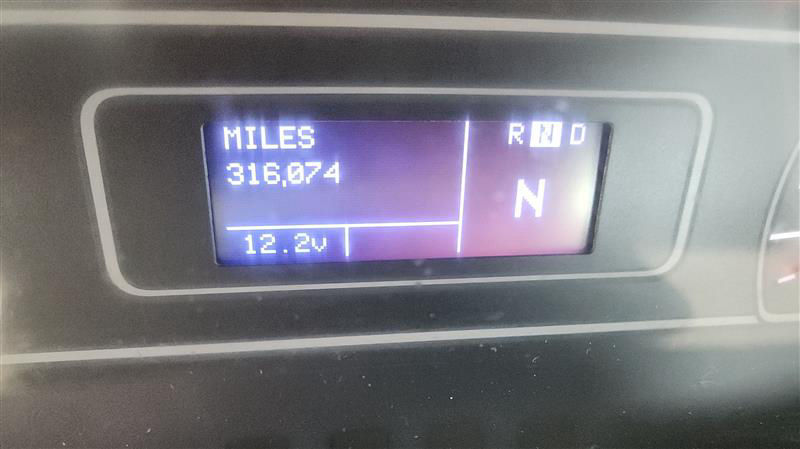 MILES
316,074
12.2v
R N D
N